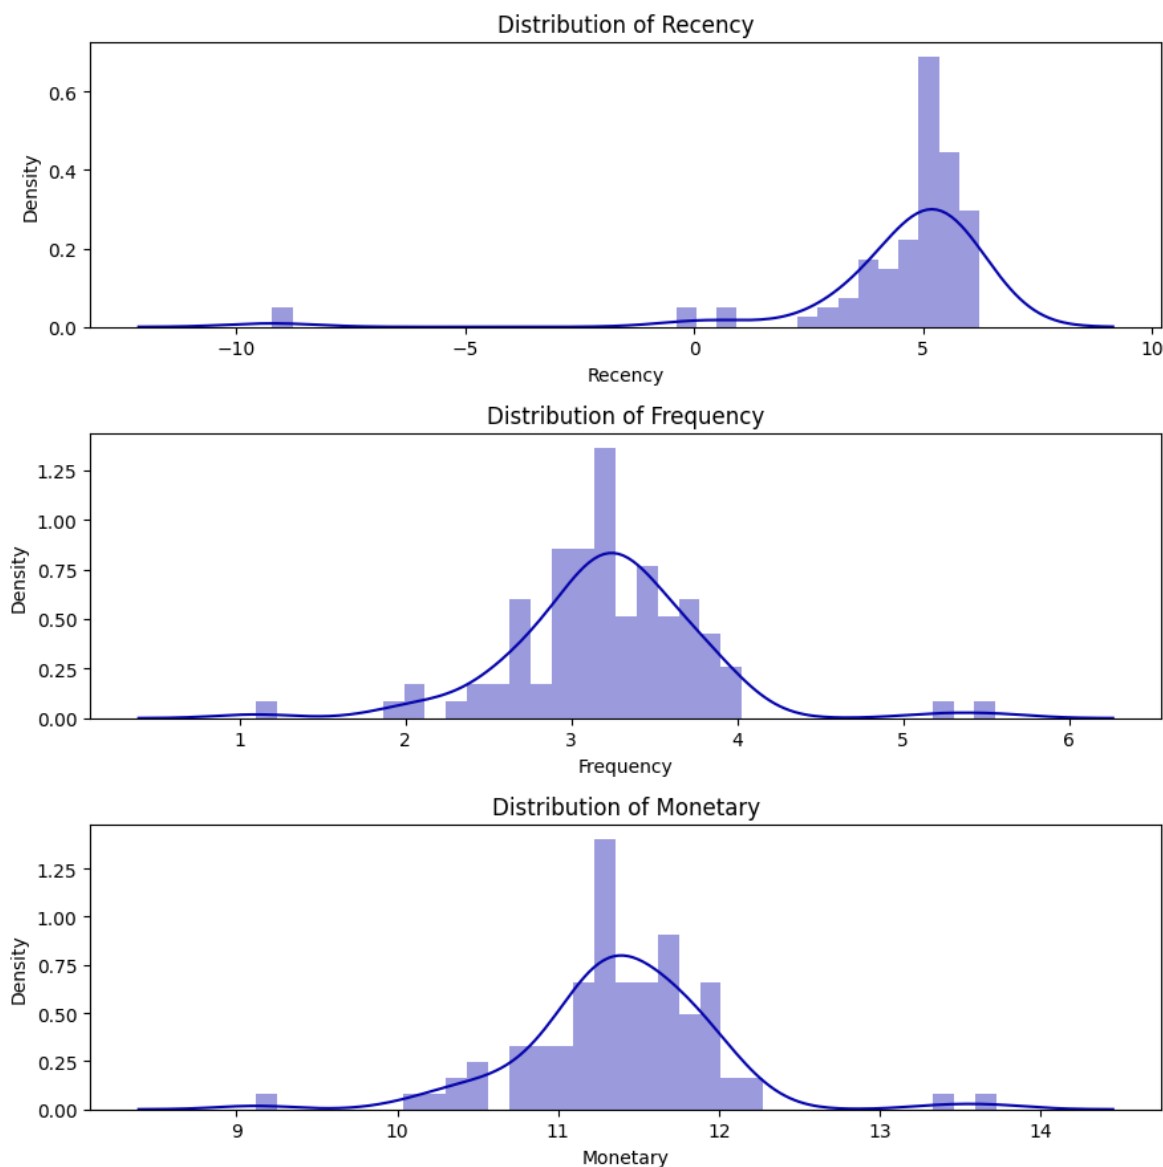 Distribution of Recency
0.6
0.4
0.2
0.0
Density
−10 −5 0 5 10
Recency
Distribution of Frequency
1.25
1.00
0.75
0.50
0.25
0.00
Density
1 2 3 4 5 6
Frequency
Distribution of Monetary
1.25
1.00
0.75
0.50
0.25
0.00
Density
9 10 11 12 13 14
Monetary